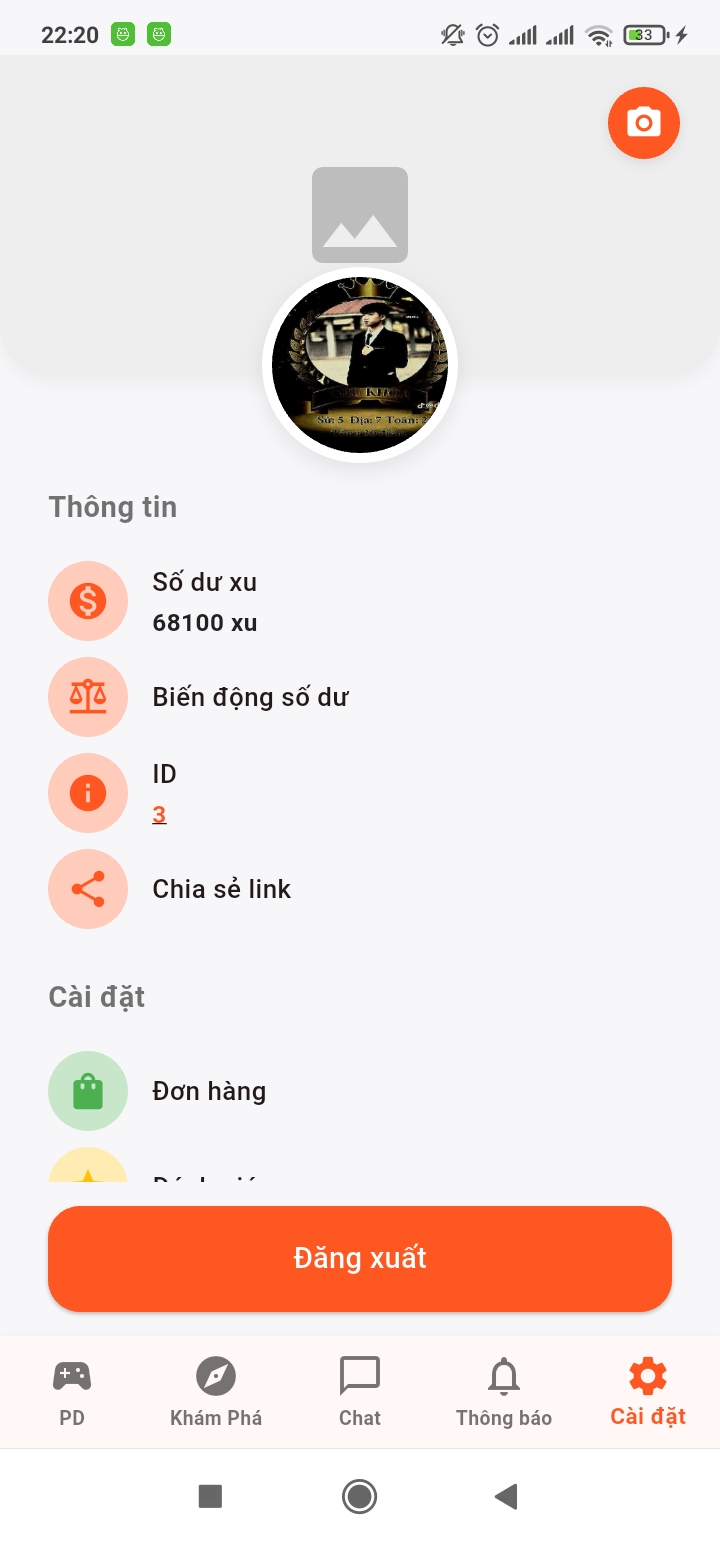 22:20
33
Sử: 5 Địa: 7 Toán:
Thông tin
Số dư xu
68100 xu
Biến động số dư
ID
3
Chia sẻ link
Cài đặt
Đơn hàng
Đăng xuất
PD
Khám Phá
Chat
Thông báo
Cài đặt